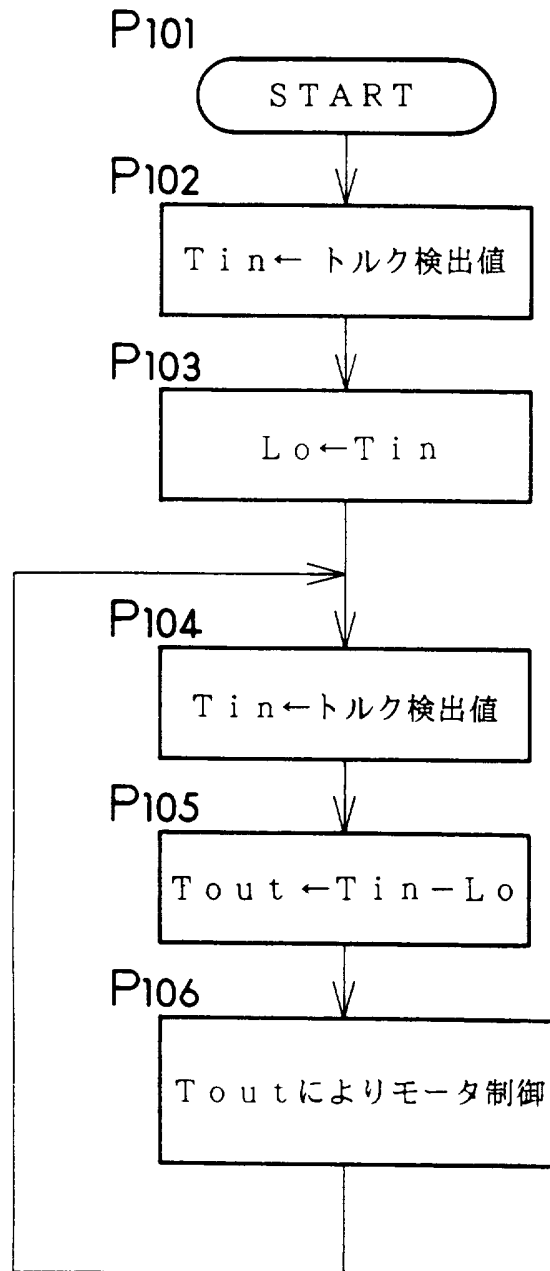 P101
START
P102
Tin← トルク検出値
P103
Lo←Tin
P104
Tin←トルク検出値
P105
Tout←Tin－Lo
P106
Toutによりモータ制御